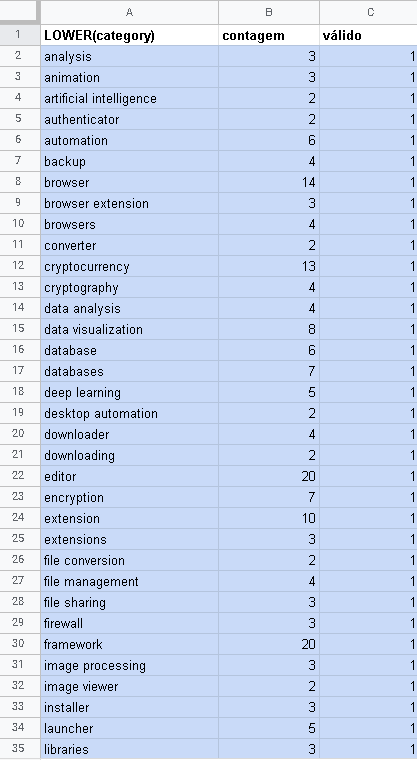 A B C
1 LOWER(category) contagem válido
2 analysis 3 1
3 animation 3 1
4 artificial intelligence 2 1
5 authenticator 2 1
6 automation 6 1
7 backup 4 1
8 browser 14 1
9 browser extension 3 1
10 browsers 4 1
11 converter 2 1
12 cryptocurrency 13 1
13 cryptography 4 1
14 data analysis 4 1
15 data visualization 8 1
16 database 6 1
17 databases 7 1
18 deep learning 5 1
19 desktop automation 2 1
20 downloader 4 1
21 downloading 2 1
22 editor 20 1
23 encryption 7 1
24 extension 10 1
25 extensions 3 1
26 file conversion 2 1
27 file management 4 1
28 file sharing 3 1
29 firewall 3 1
30 framework 20 1
31 image processing 3 1
32 image viewer 2 1
33 installer 3 1
34 launcher 5 1
35 libraries 3 1